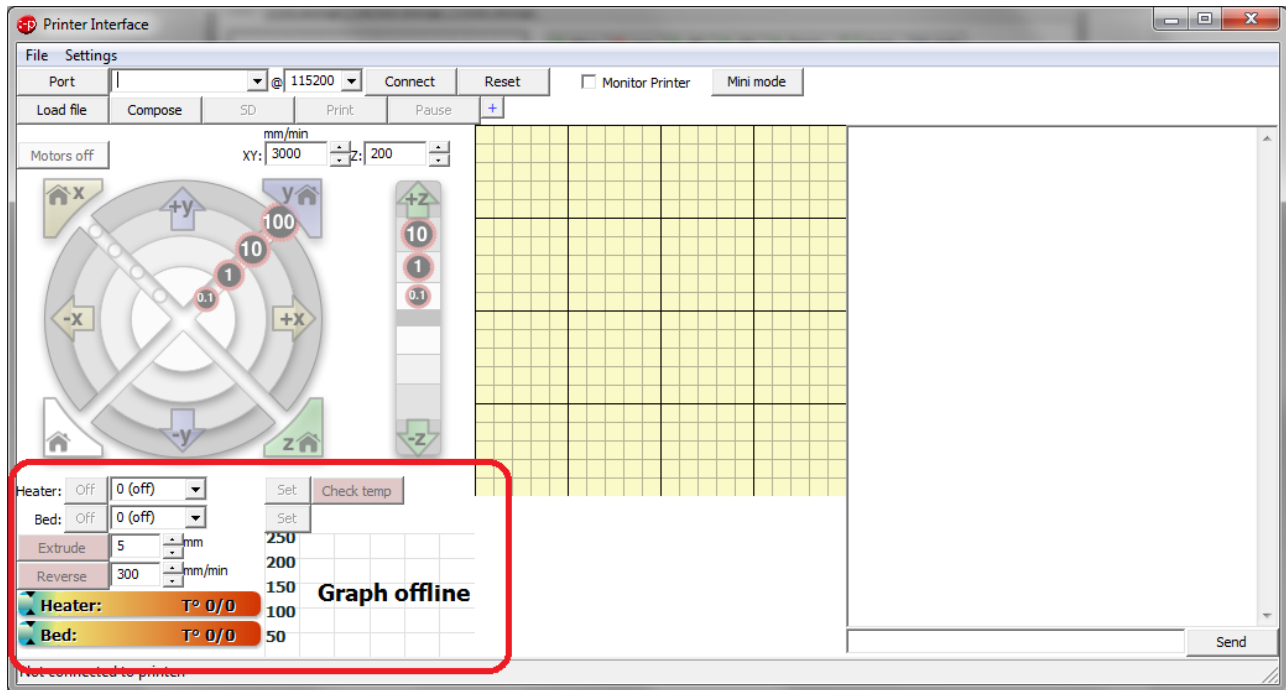 Printer Interface
File Settings
Port @ 115200 Connect Reset Monitor Printer Mini mode
Load file Compose SD Print Pause +
mm/min
Motors off XY: 3000 Z: 200
x y +y +z
100
10 10
1 1
0.1 0.1
-x +x
-y z -z
Heater: Off 0 (off) Set Check temp
Bed: Off 0 (off) Set
Extrude 5 mm 250
200
Reverse 300 mm/min
150 Graph offline
Heater: T° 0/0 100
Bed: T° 0/0 50
Send
Not connected to printer